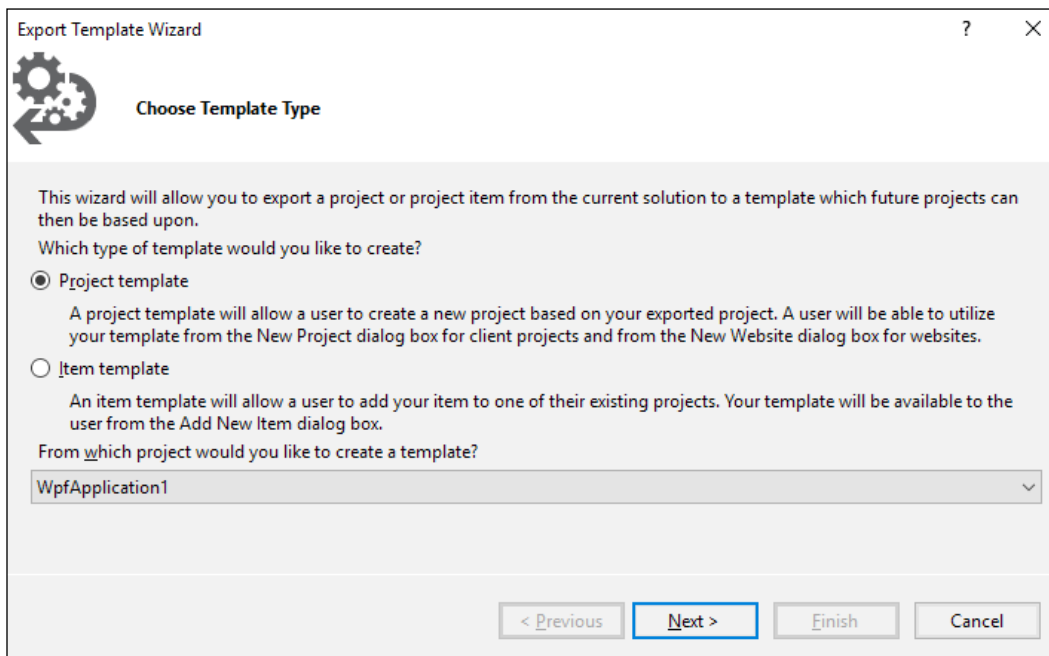 Export Template Wizard
?
Choose Template Type
This wizard will allow you to export a project or project item from the current solution to a template which future projects can
then be based upon.
Which type of template would you like to create?
Project template
A project template will allow a user to create a new project based on your exported project. A user will be able to utilize
your template from the New Project dialog box for client projects and from the New Website dialog box for websites.
Item template
An item template will allow a user to add your item to one of their existing projects. Your template will be available to the
user from the Add New Item dialog box.
From which project would you like to create a template?
WpfApplication1
< Previous Next > Finish Cancel